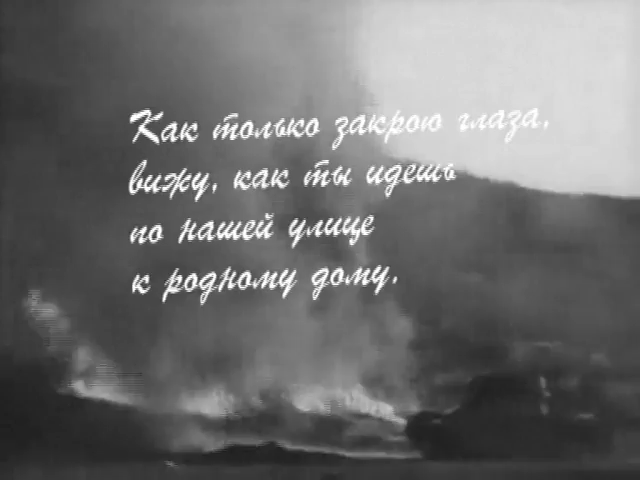 Как только закрою глаза,
вижу, как ты идешь
по нашей улице
к родному дому.